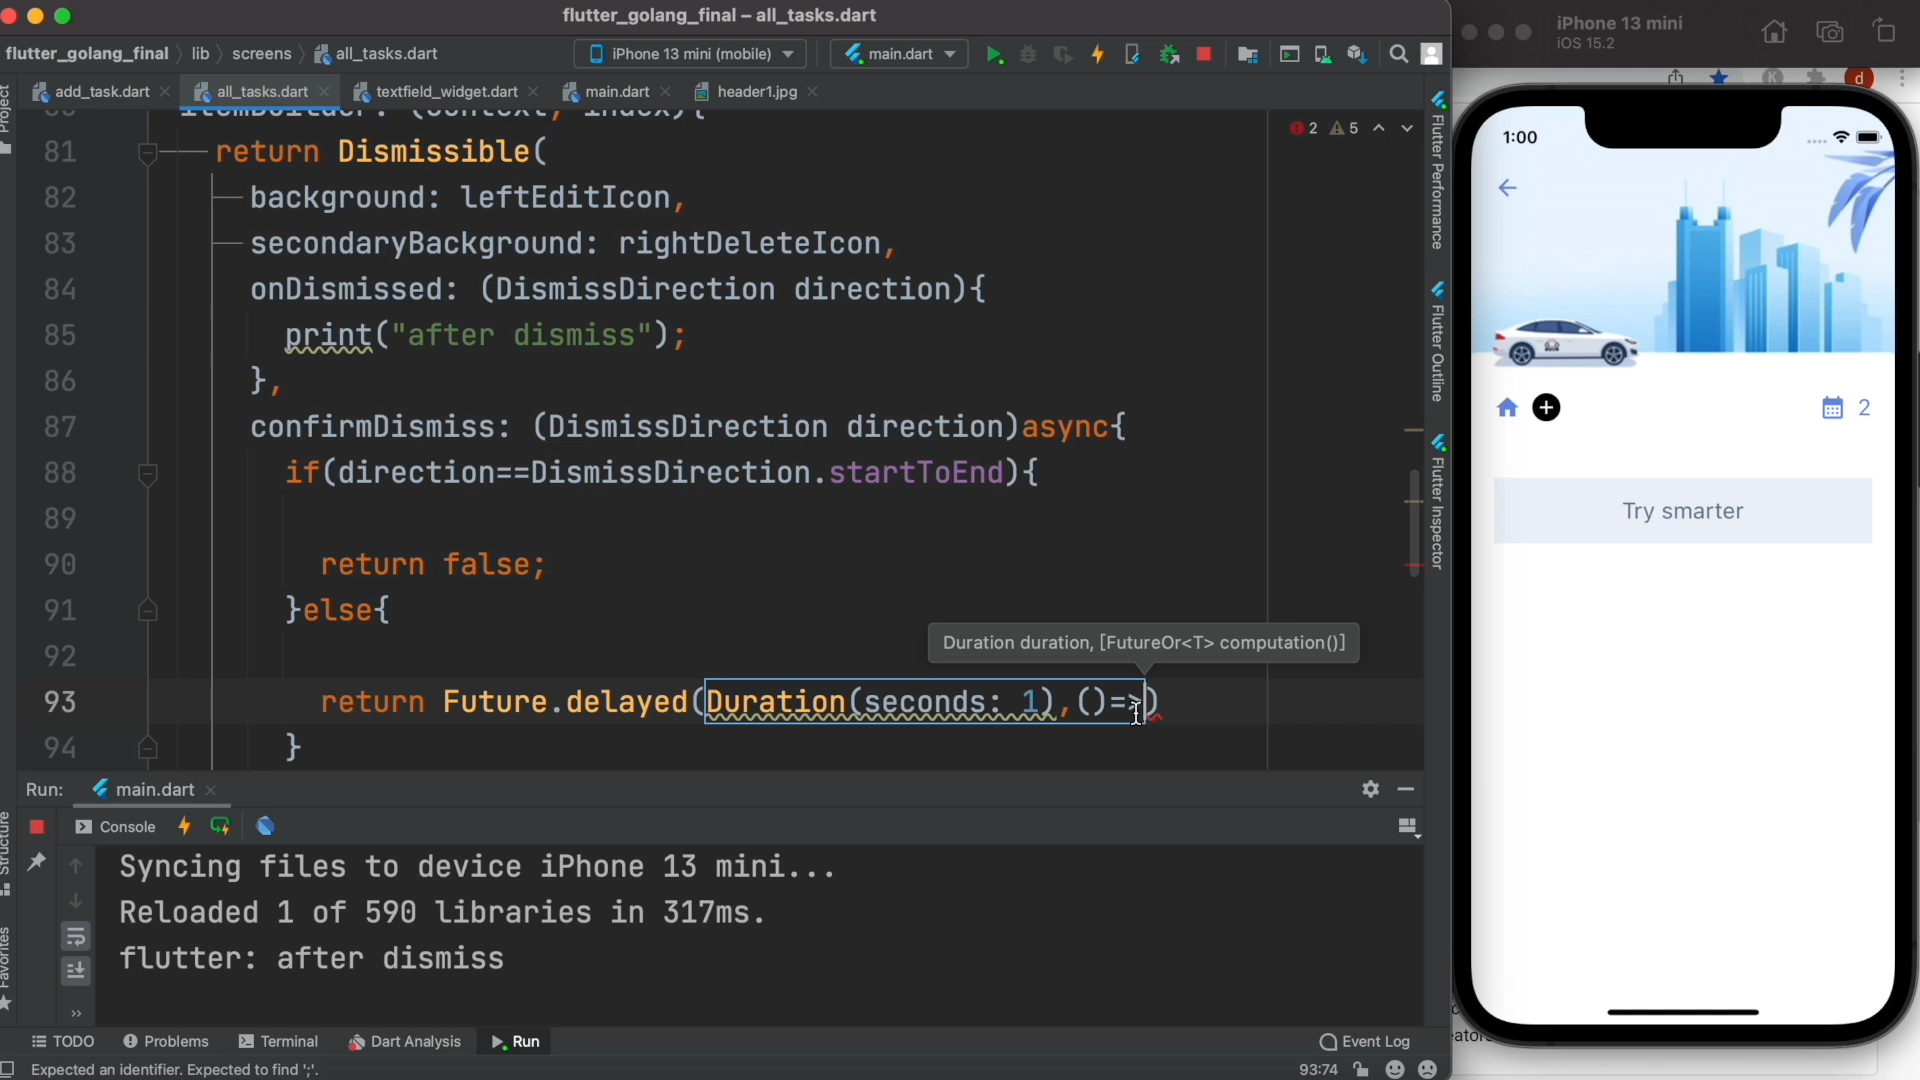 flutter_golang_final – all_tasks.dart
iPhone 13 mini
iOS 15.2
flutter_golang_final
lib
screens
all_tasks.dart
iPhone 13 mini (mobile)
main.dart
add_task.dart
all_tasks.dart
textfield_widget.dart
main.dart
header1.jpg
K
d
Project
itemBuilder: (context, index){
2
5
81 return Dismissible(
82 background: leftEditIcon,
83 secondaryBackground: rightDeleteIcon,
84 onDismissed: (DismissDirection direction){
85 print("after dismiss");
86 },
87 confirmDismiss: (DismissDirection direction)async{
88 if(direction==DismissDirection.startToEnd){
89
90 return false;
91 }else{
92
Duration duration, [FutureOr<T> computation()]
93 return Future.delayed(Duration(seconds: 1),()=>)
94 }
Flutter Performance
Flutter Outline
Flutter Inspector
1:00
2
Try smarter
Run:
main.dart
Console
Structure
Favorites
Syncing files to device iPhone 13 mini...
Reloaded 1 of 590 libraries in 317ms.
flutter: after dismiss
TODO
Problems
Terminal
Dart Analysis
Run
Event Log
Expected an identifier. Expected to find ';'.
93:74